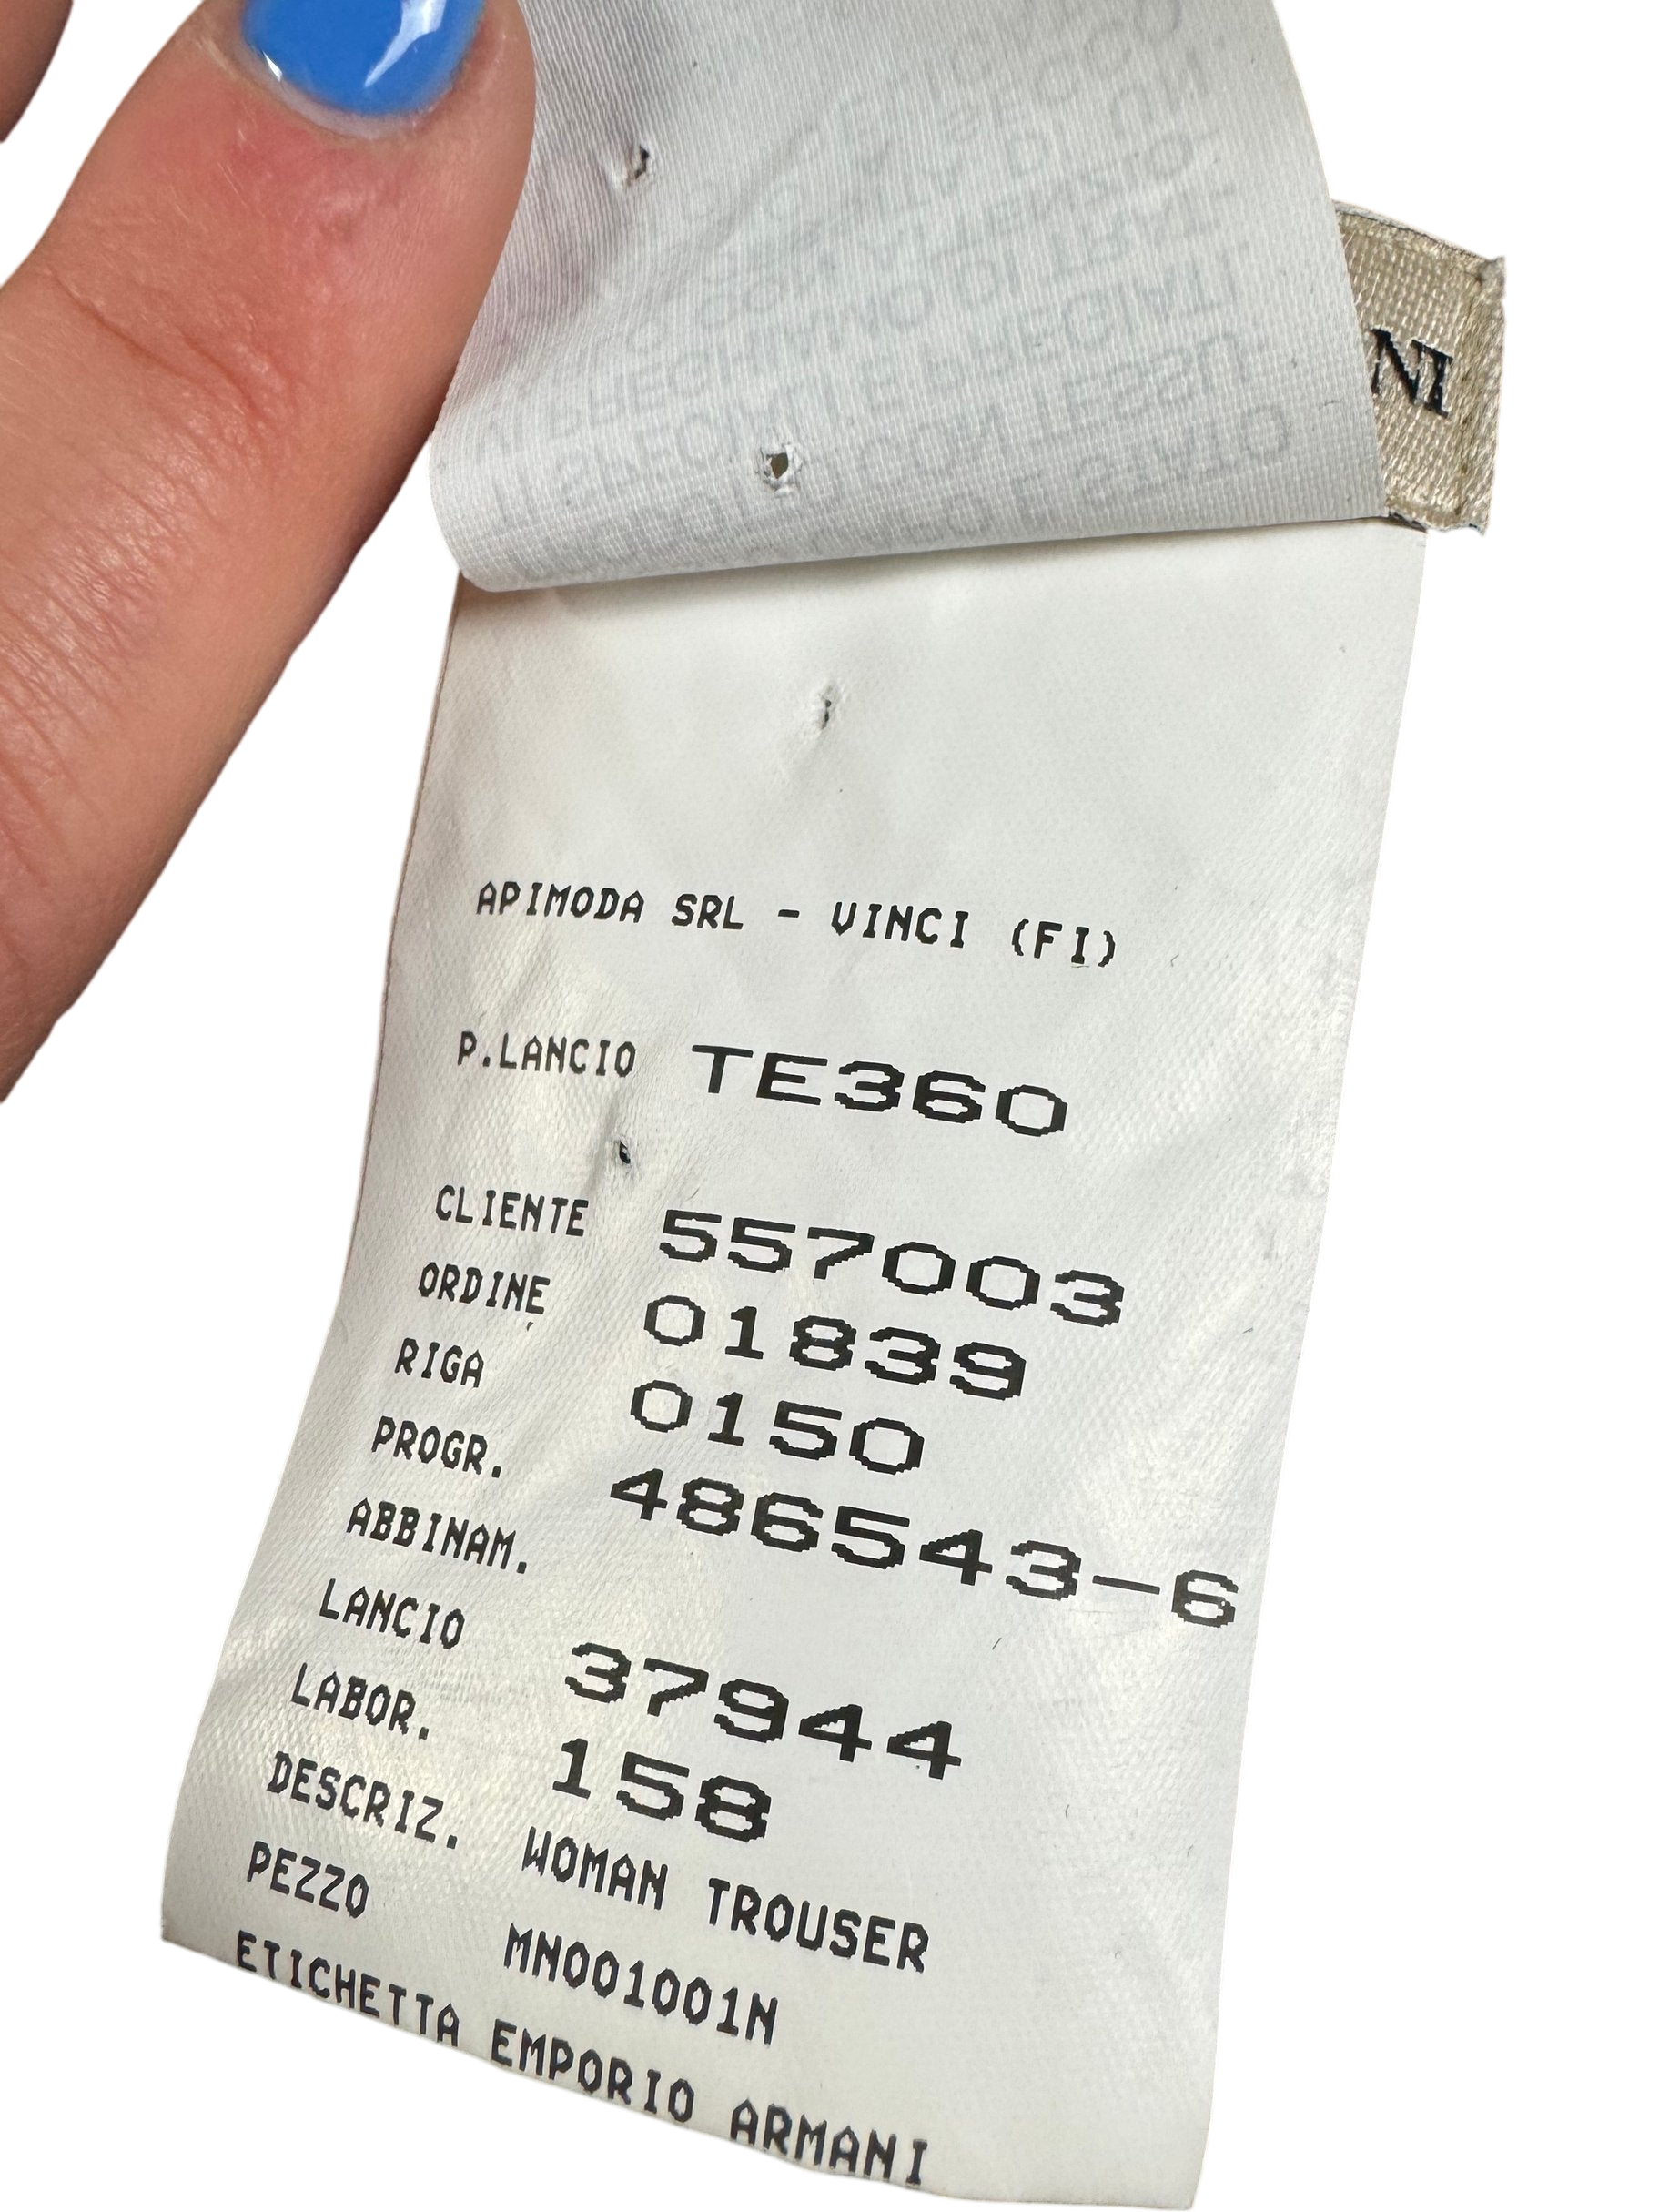 NI
APIMODA SRL - VINCI (FI)
P.LANCIO TE360
CLIENTE 557003
ORDINE 01839
RIGA 0150
PROGR. 486543-6
ABBINAM.
LANCIO 37944
LABOR. 158
DESCRIZ. WOMAN TROUSER
PEZZO MN001001N
ETICHETTA EMPORIO ARMANI